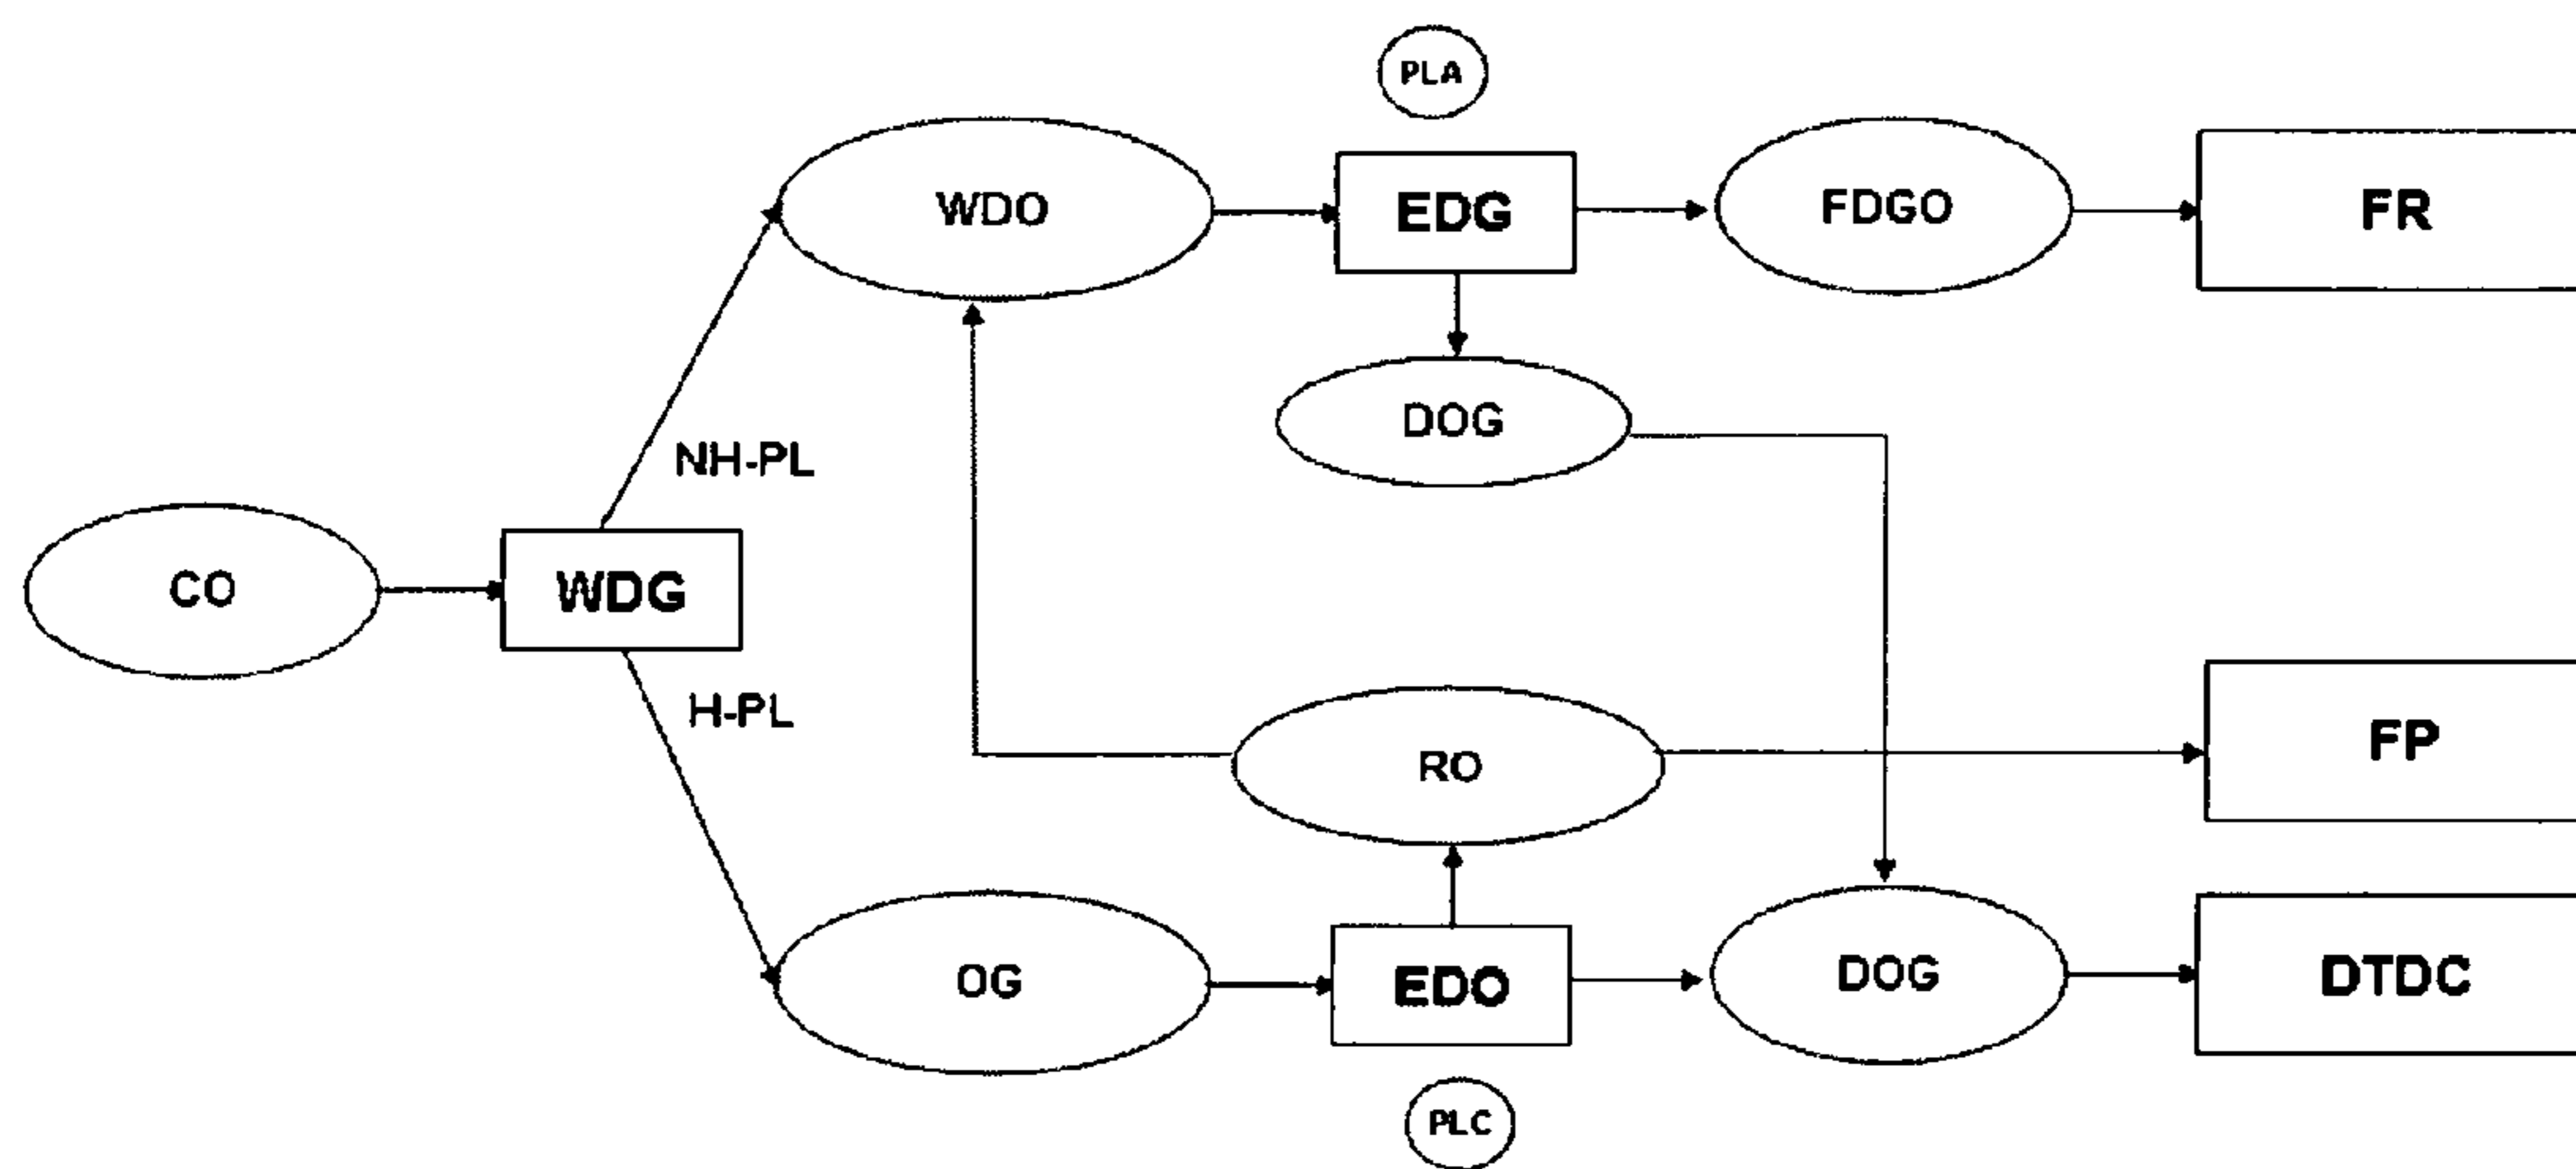 PLA
WDO
EDG
FDGO
FR
DOG
NH-PL
CO
WDG
H-PL
RO
FP
OG
EDO
DOG
DTDC
PLC